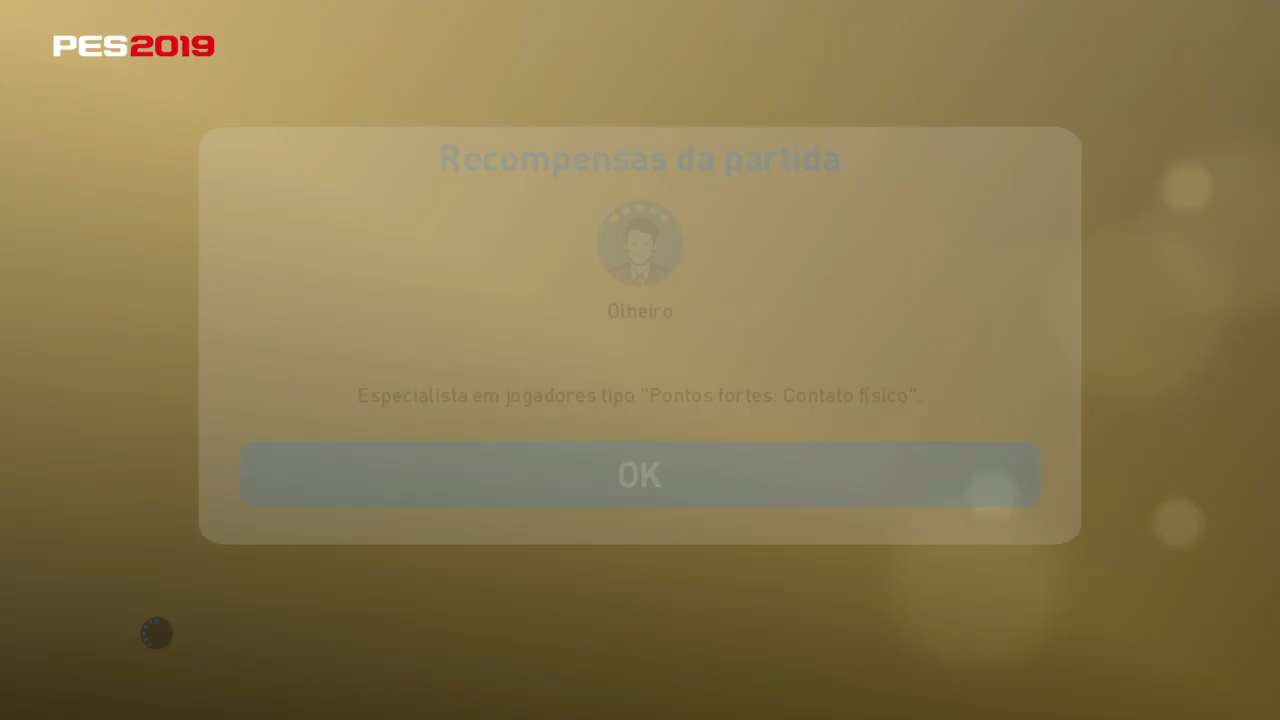 PES2019
Recompensas da partida
Olheiro
Especialista em jogadores tipo "Pontos fortes: Contato físico".
OK